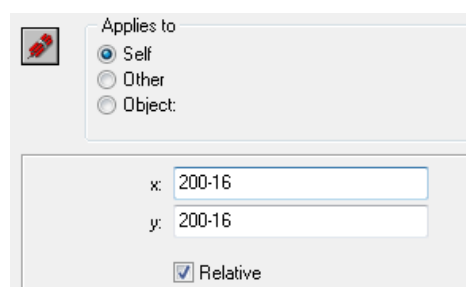 Applies to
Self
Other
Object:
x: 200-16
y: 200-16
Relative